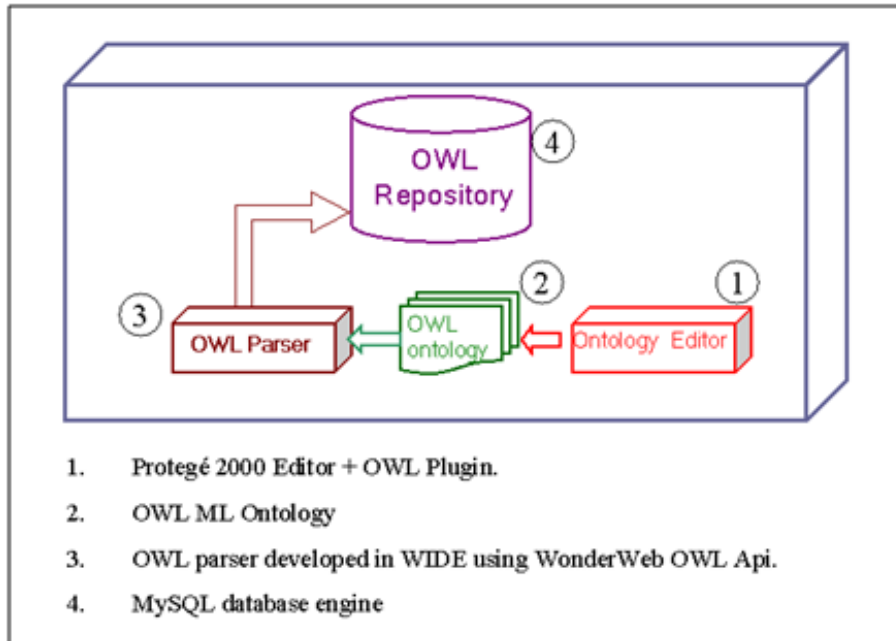 OWL
Repository
4
3
OWL Parser
2
OWL
ontology
1
Ontology Editor
1. Protegé 2000 Editor + OWL Plugin.
2. OWL ML Ontology
3. OWL parser developed in WIDE using WonderWeb OWL Api.
4. MySQL database engine